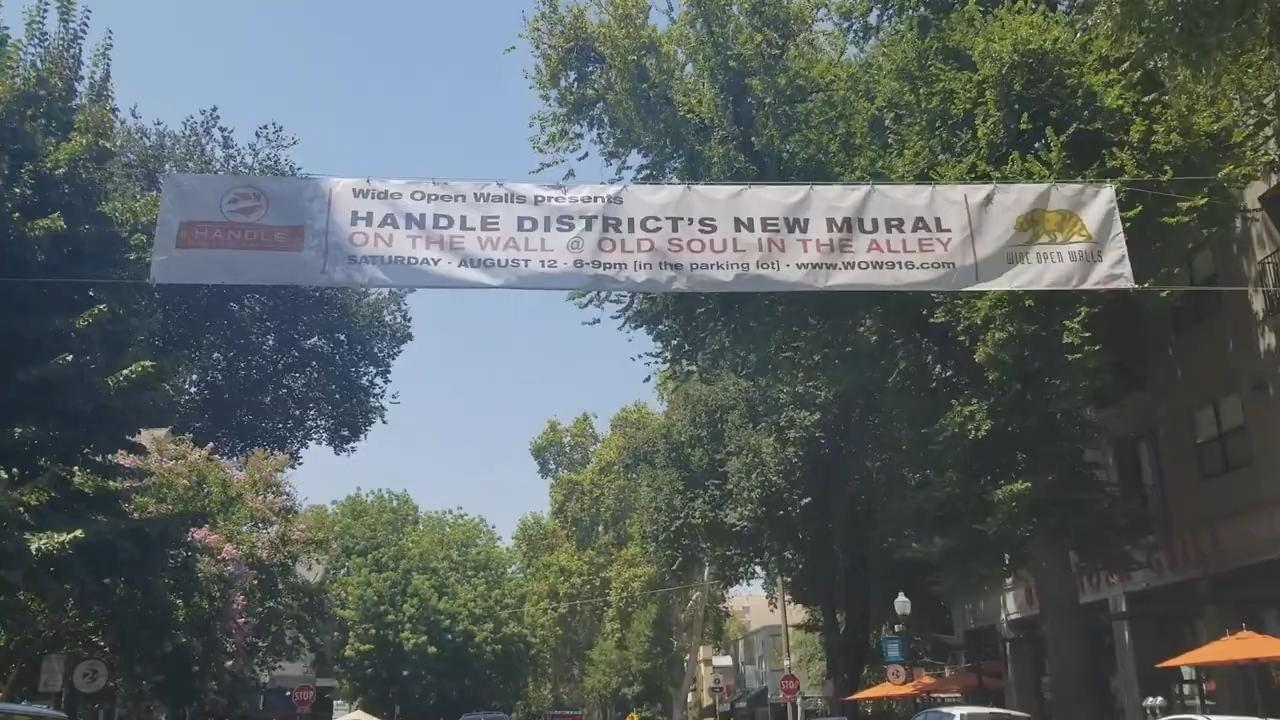 Wide Open Walls presents
HANDLE DISTRICT'S NEW MURAL
ON THE WALL @ OLD SOUL IN THE ALLEY
SATURDAY · AUGUST 12 · 6-9pm [in the parking lot] · www.WOW916.com
HANDLE
WIDE OPEN WALLS
STOP
STOP